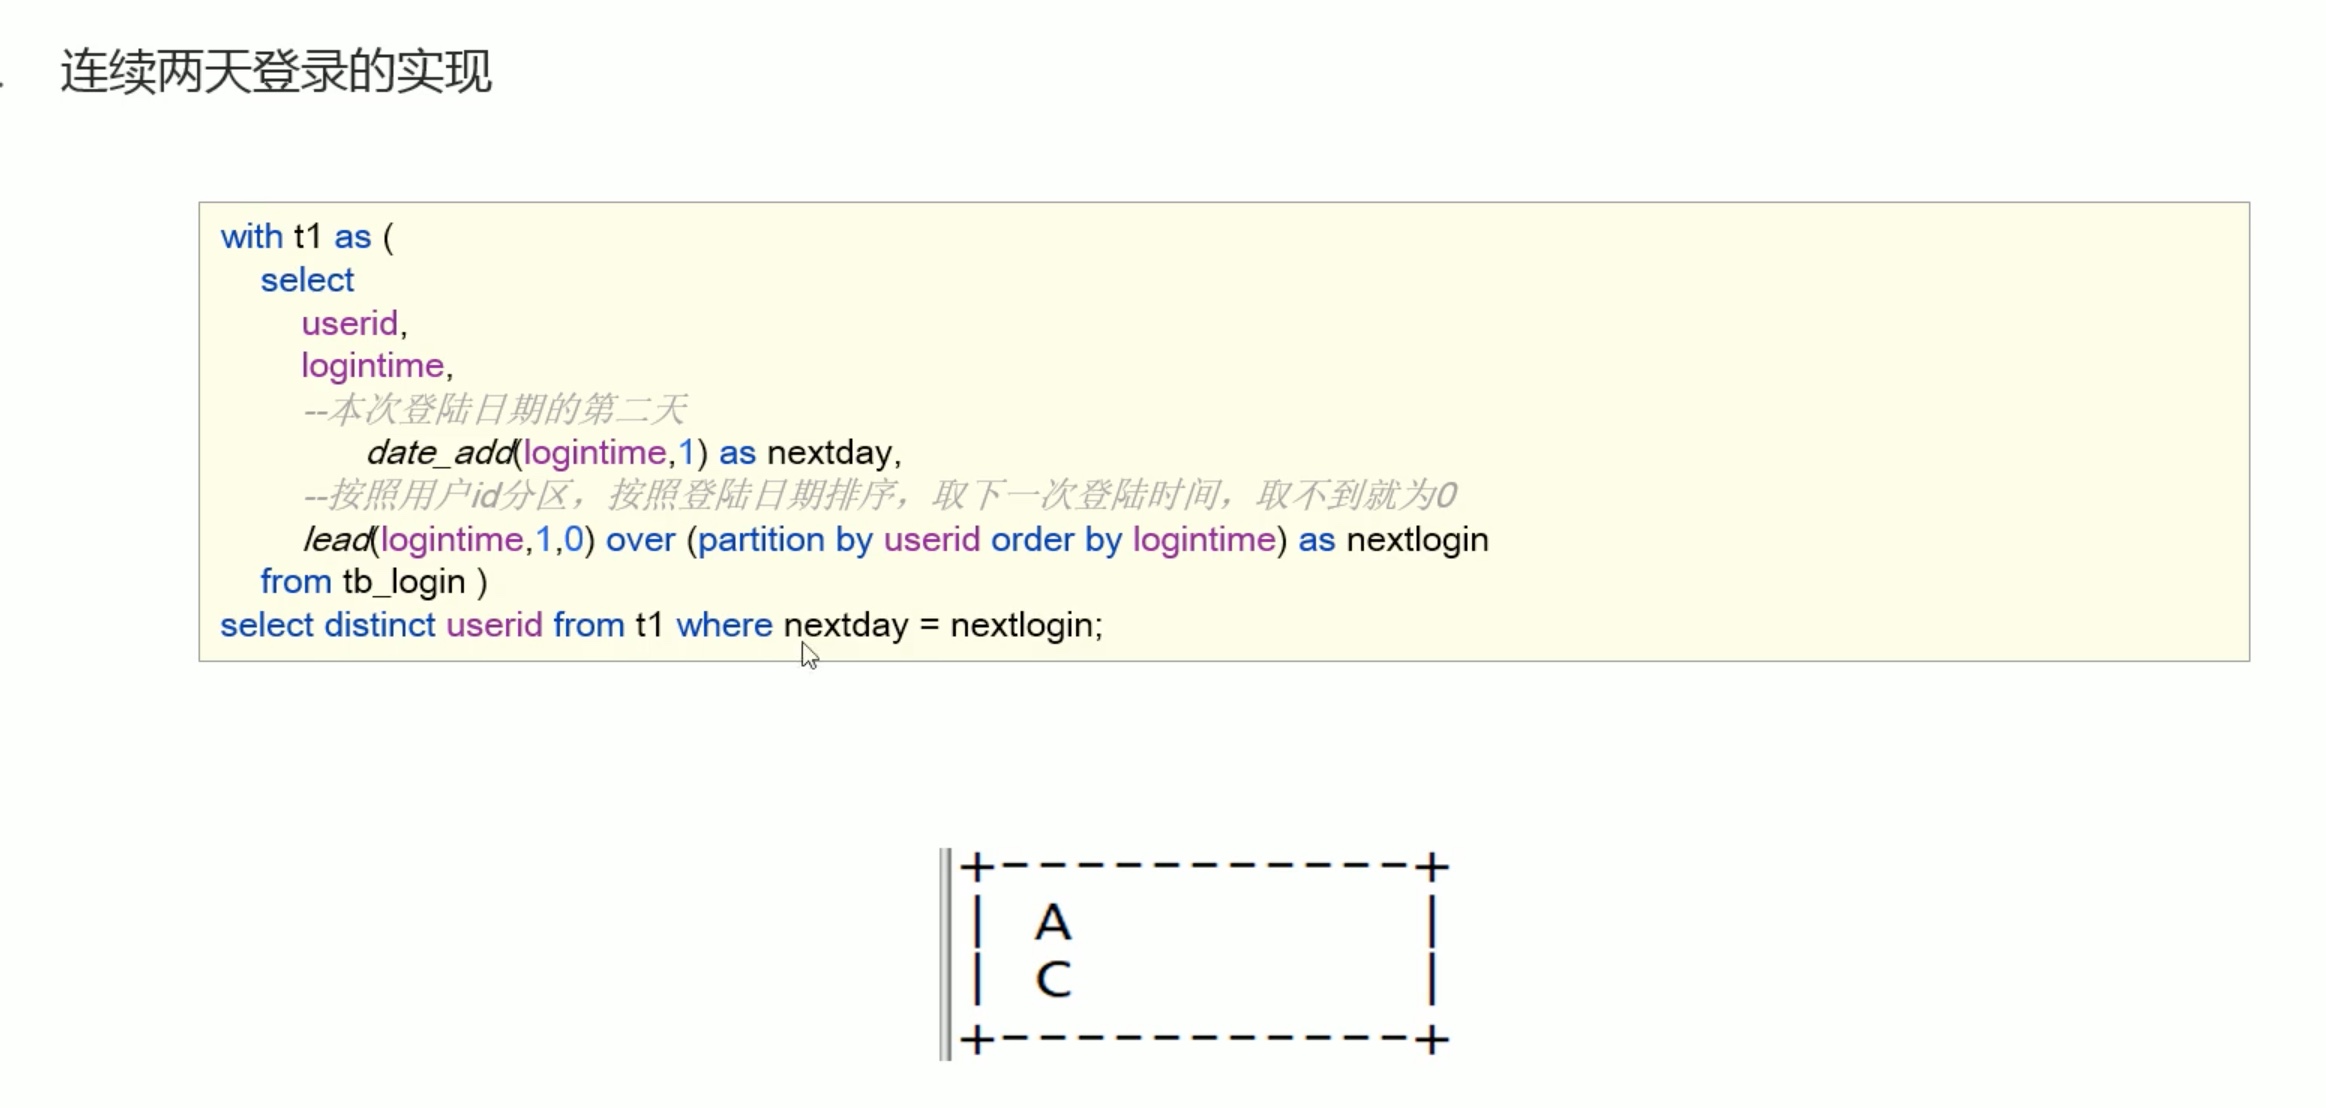 连续两天登录的实现
with t1 as (
select
userid,
logintime,
--本次登陆日期的第二天
date_add(logintime,1) as nextday,
--按照用户id分区，按照登陆日期排序，取下一次登陆时间，取不到就为0
lead(logintime,1,0) over (partition by userid order by logintime) as nextlogin
from tb_login )
select distinct userid from t1 where nextday = nextlogin;
+------------+
| A |
| C |
+------------+